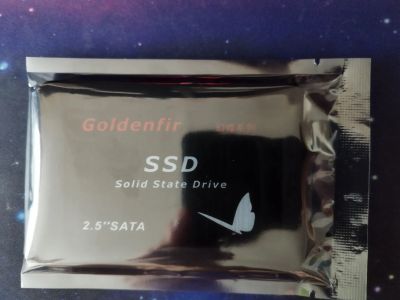 Goldenfir
SSD
Solid State Drive
2.5"SATA